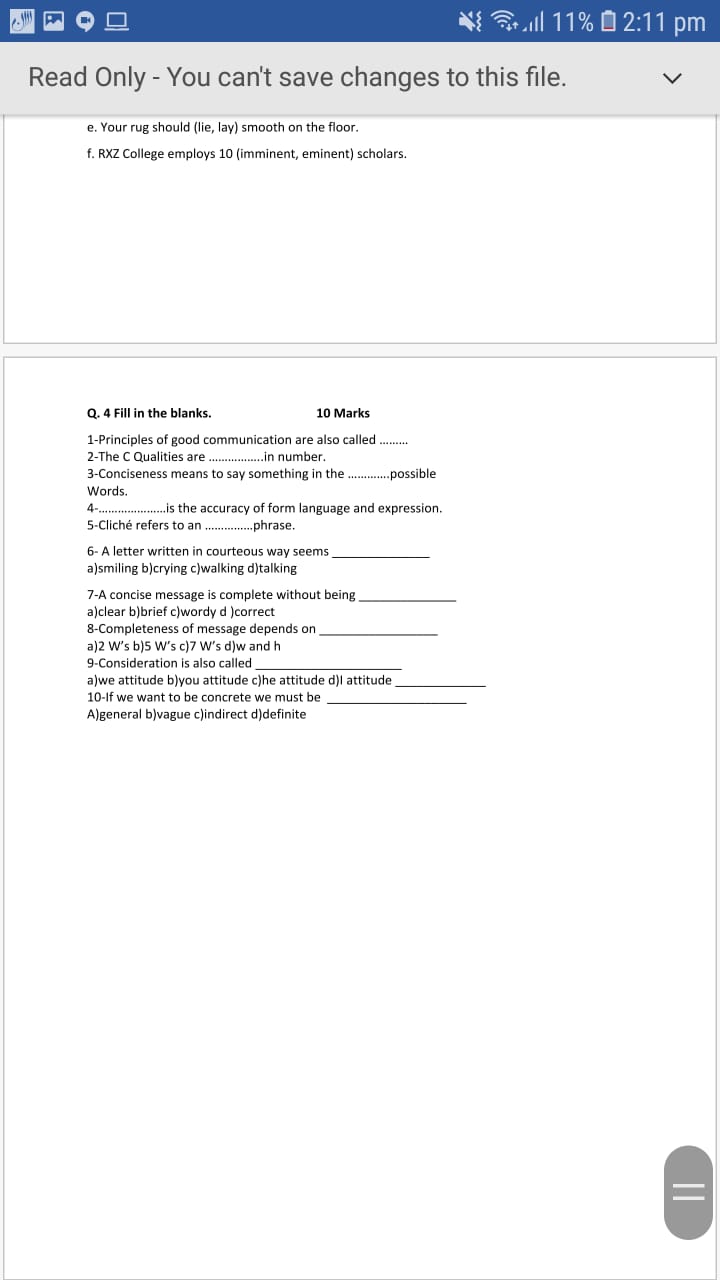 11% 2:11 pm
Read Only - You can't save changes to this file.
e. Your rug should (lie, lay) smooth on the floor.
f. RXZ College employs 10 (imminent, eminent) scholars.
Q. 4 Fill in the blanks. 10 Marks
1-Principles of good communication are also called .........
2-The C Qualities are ................in number.
3-Conciseness means to say something in the ............possible
Words.
4-...................is the accuracy of form language and expression.
5-Cliché refers to an ..............phrase.
6- A letter written in courteous way seems _______________
a)smiling b)crying c)walking d)talking
7-A concise message is complete without being _______________
a)clear b)brief c)wordy d )correct
8-Completeness of message depends on __________________
a)2 W's b)5 W's c)7 W's d)w and h
9-Consideration is also called ______________________
a)we attitude b)you attitude c)he attitude d)I attitude ______________
10-If we want to be concrete we must be _____________________
A)general b)vague c)indirect d)definite